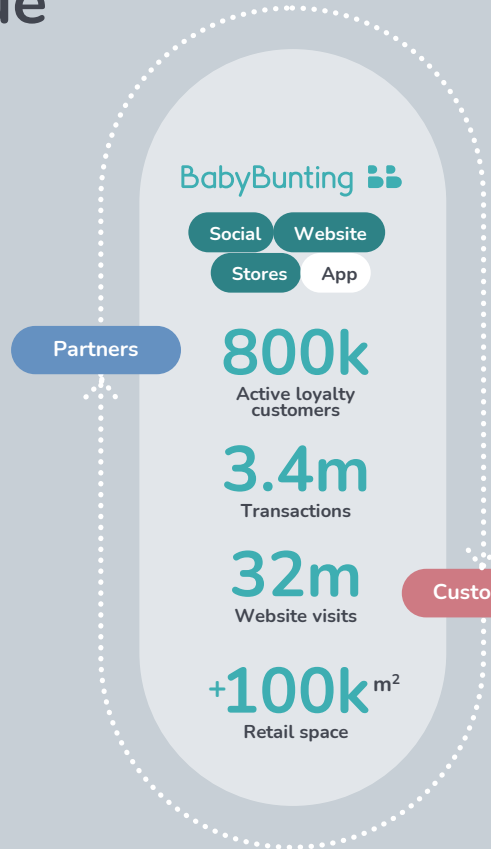 BabyBunting
Social Website
Stores App
Partners
800k
Active loyalty
customers
3.4m
Transactions
32m
Website visits
+100k m²
Retail space